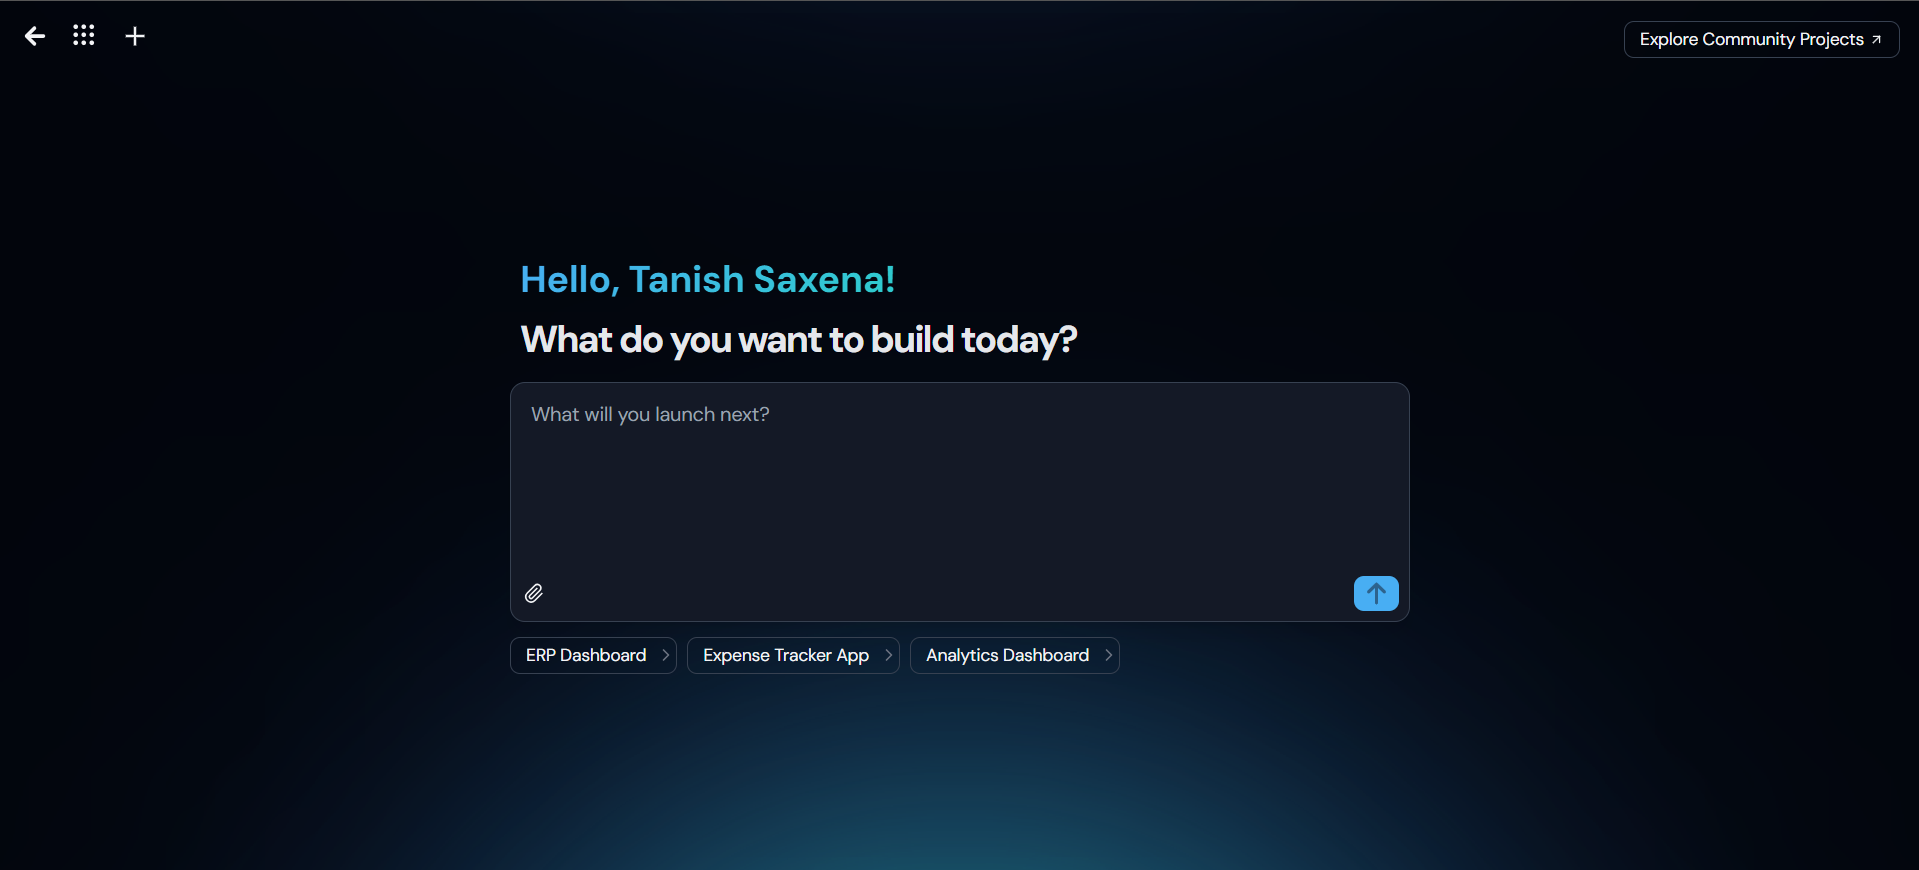 Explore Community Projects
Hello, Tanish Saxena!
What do you want to build today?
What will you launch next?
ERP Dashboard
Expense Tracker App
Analytics Dashboard